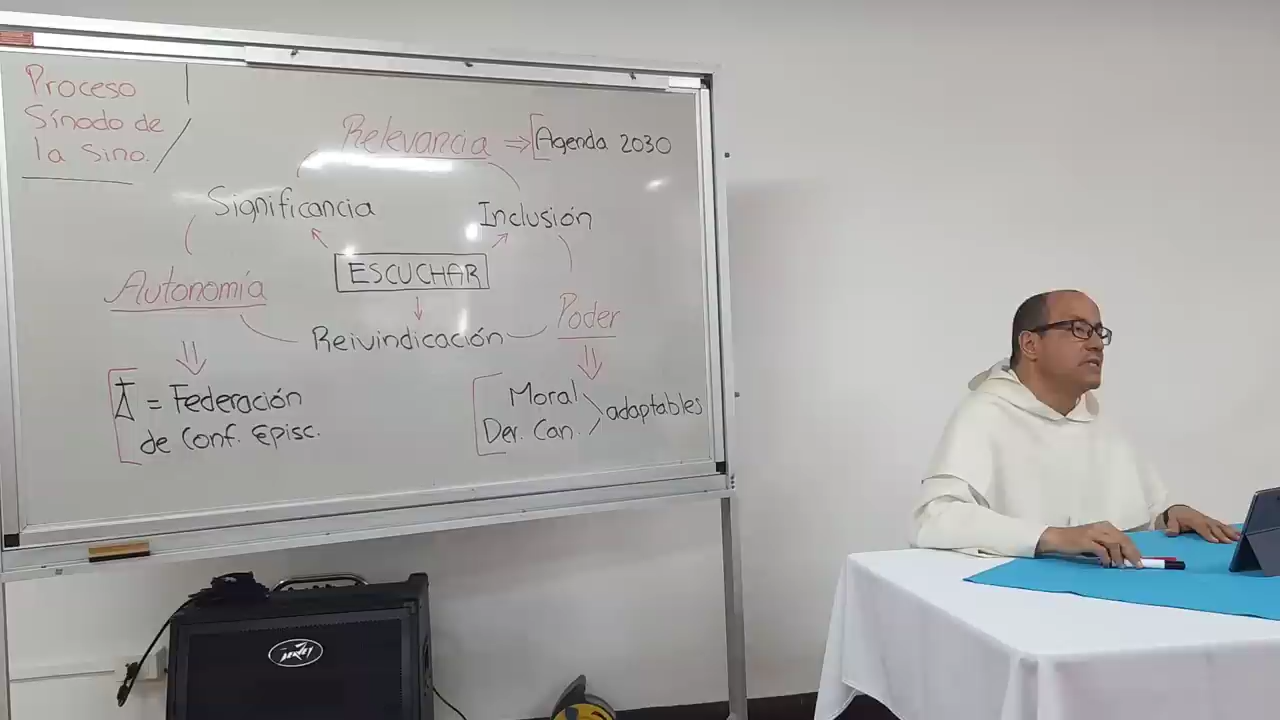 Proceso
Sínodo de
la Sino.
Relevancia ⇒ [Agenda 2030
Significancia
Inclusión
ESCUCHAR
Autonomía
Reivindicación
Poder
= Federación
de Conf. Episc.
Moral
Der. Can.
adaptables
PEAVEY